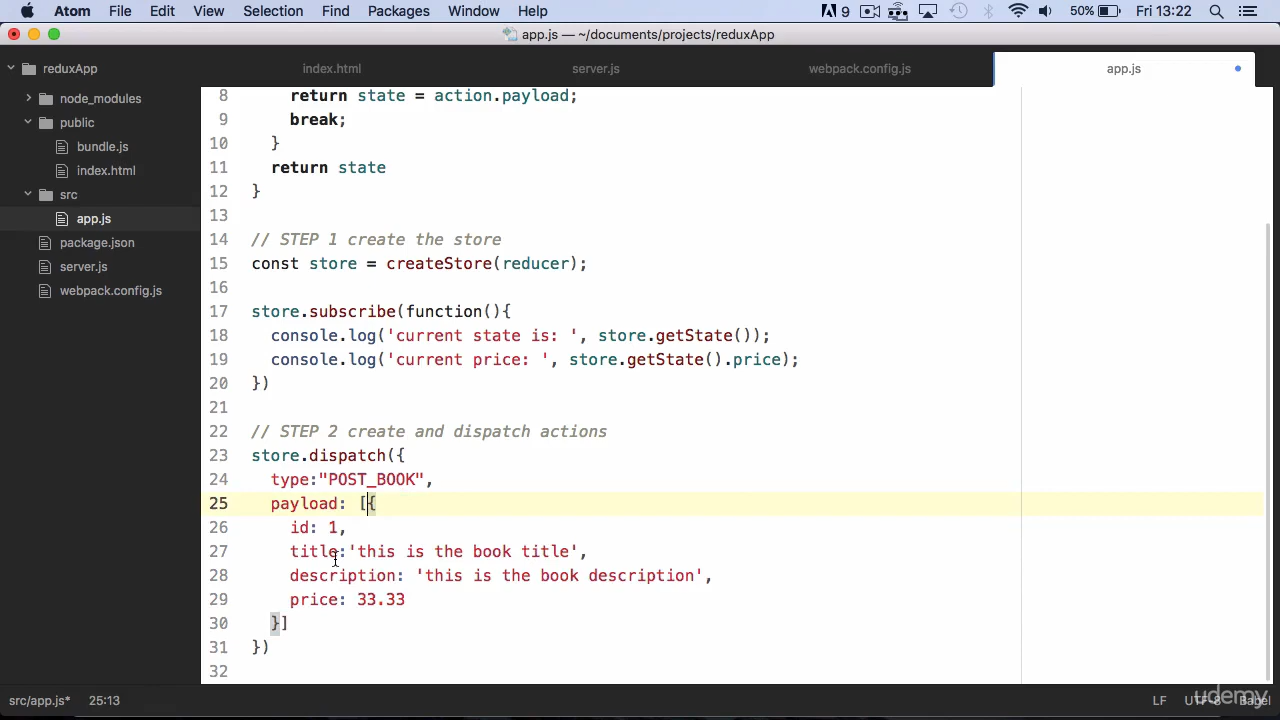 Atom File Edit View Selection Find Packages Window Help 9 50% Fri 13:22
app.js — ~/documents/projects/reduxApp
reduxApp
node_modules
public
bundle.js
index.html
src
app.js
package.json
server.js
webpack.config.js
index.html server.js webpack.config.js app.js
8 return state = action.payload;
9 break;
10 }
11 return state
12 }
13
14 // STEP 1 create the store
15 const store = createStore(reducer);
16
17 store.subscribe(function(){
18 console.log('current state is: ', store.getState());
19 console.log('current price: ', store.getState().price);
20 })
21
22 // STEP 2 create and dispatch actions
23 store.dispatch({
24 type:"POST_BOOK",
25 payload: [{
26 id: 1,
27 title:'this is the book title',
28 description: 'this is the book description',
29 price: 33.33
30 }]
31 })
32
src/app.js* 25:13 LF UTF-8 Babel
udemy